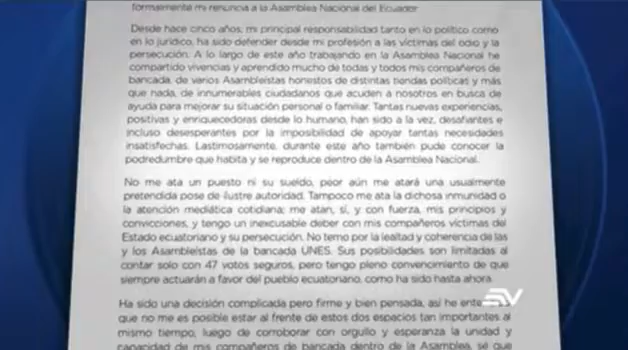 formalmente mi renuncia a la Asamblea Nacional del Ecuador
Desde hace cinco años, mi principal responsabilidad tanto en lo político como
en lo jurídico, ha sido defender desde mi profesión a las víctimas del odio y la
persecución. A lo largo de este año trabajando en la Asamblea Nacional he
compartido vivencias y aprendido mucho de todas y todos mis compañeros de
bancada, de varios Asambleístas honestos de distintas tiendas políticas y más
que nada, de innumerables ciudadanos que acuden a nosotros en busca de
ayuda para mejorar su situación personal o familiar. Tantas nuevas experiencias,
positivas y enriquecedoras desde lo humano, han sido a la vez, desafiantes e
incluso desesperantes por la imposibilidad de apoyar tantas necesidades
insatisfechas. Lastimosamente, durante este año también pude conocer la
podredumbre que habita y se reproduce dentro de la Asamblea Nacional.
No me ata un puesto ni su sueldo, peor aún me atará una usualmente
pretendida pose de ilustre autoridad. Tampoco me ata la dichosa inmunidad o
la atención mediática cotidiana; me atan, sí, y con fuerza, mis principios y
convicciones, y tengo un inexcusable deber con mis compañeros víctimas del
Estado ecuatoriano y su persecución. No temo por la lealtad y coherencia de las
y los Asambleístas de la bancada UNES. Sus posibilidades son limitadas al
contar solo con 47 votos seguros, pero tengo pleno convencimiento de que
siempre actuarán a favor del pueblo ecuatoriano, como ha sido hasta ahora.
Ha sido una decisión complicada pero firme y bien pensada, así he ente
que no me es posible estar al frente de estos dos espacios tan importantes al
mismo tiempo, luego de corroborar con orgullo y esperanza la unidad y
capacidad de mis compañeros de bancada dentro de la Asamblea, sé que